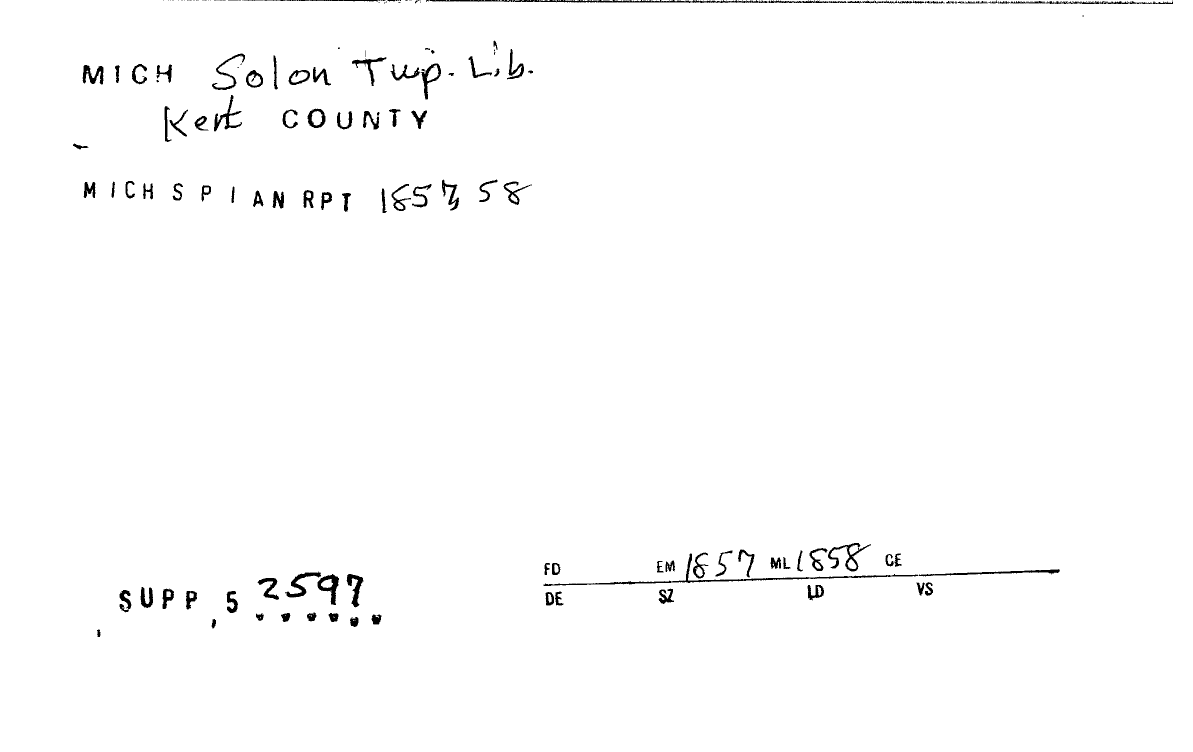 MICH Solon Twp. Lib.
Kent COUNTY
MICH S P I AN RPT 1857, 58
FD EM 1857 ML 1858 CE
DE SZ LD VS
SUPP, 5 2597